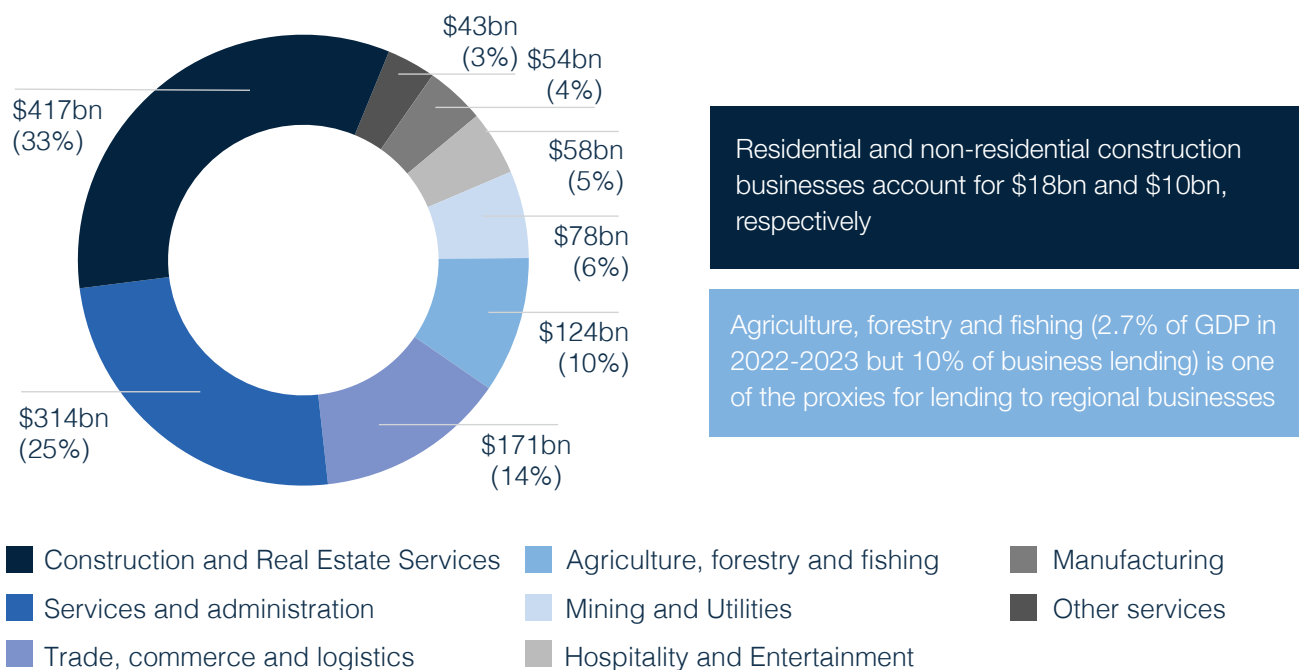 $43bn
(3%)
$54bn
(4%)
$417bn
(33%)
$58bn
(5%)
$78bn
(6%)
$124bn
(10%)
$314bn
(25%)
$171bn
(14%)
Residential and non-residential construction
businesses account for $18bn and $10bn,
respectively
Agriculture, forestry and fishing (2.7% of GDP in
2022-2023 but 10% of business lending) is one
of the proxies for lending to regional businesses
Construction and Real Estate Services
Services and administration
Trade, commerce and logistics
Agriculture, forestry and fishing
Mining and Utilities
Hospitality and Entertainment
Manufacturing
Other services